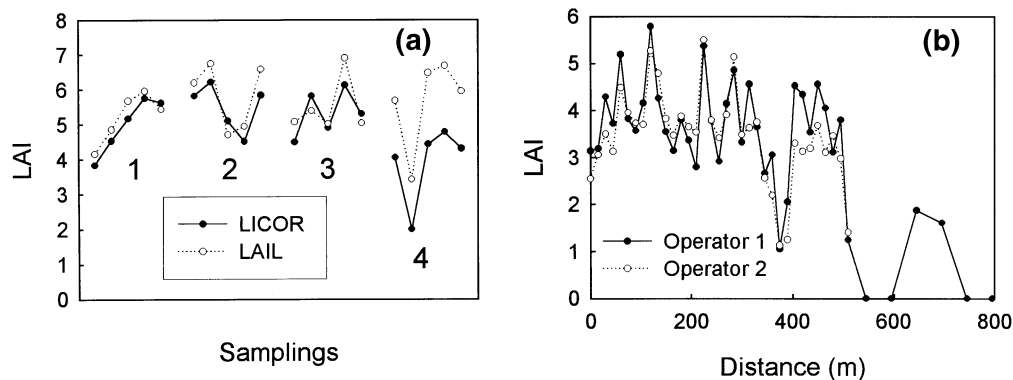 (a)
LAI
8
7
6
5
4
3
2
1
0
1
2
3
4
LICOR
LAIL
Samplings
(b)
LAI
6
5
4
3
2
1
0
Operator 1
Operator 2
0 200 400 600 800
Distance (m)